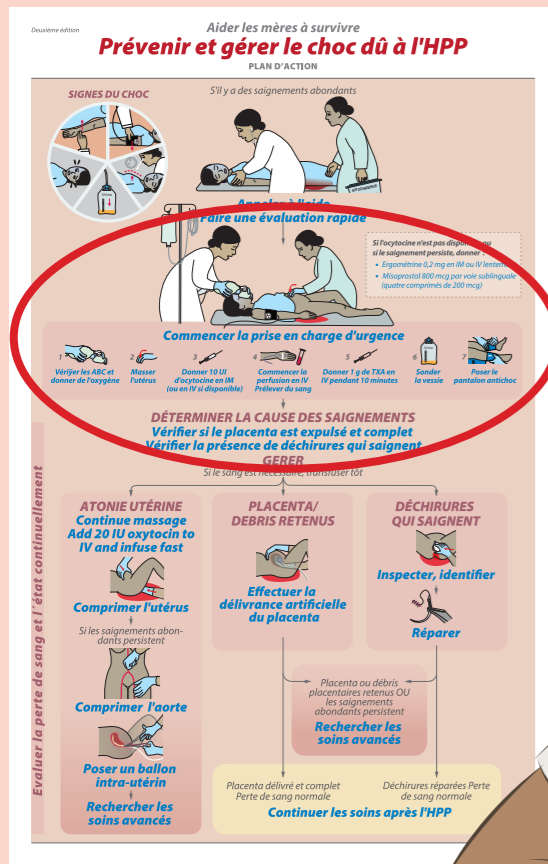 Deuxième édition
Aider les mères à survivre
Prévenir et gérer le choc dû à l'HPP
PLAN D'ACTION
SIGNES DU CHOC
S'il y a des saignements abondants
Appeler à l'aide
Faire une évaluation rapide
Si l'ocytocine n'est pas disponible ou
si le saignement persiste, donner :
• Ergométrine 0,2 mg en IM ou IV lente
• Misoprostol 800 mcg par voie sublinguale
(quatre comprimés de 200 mcg)
Commencer la prise en charge d'urgence
1
Vérifier les ABC et
donner de l'oxygène
2
Masser
l'utérus
3
Donner 10 UI
d'ocytocine en IM
(ou en IV si disponible)
4
Commencer la
perfusion en IV
Prélever du sang
5
Donner 1 g de TXA en
IV pendant 10 minutes
6
Sonder
la vessie
7
Poser le
pantalon antichoc
DÉTERMINER LA CAUSE DES SAIGNEMENTS
Vérifier si le placenta est expulsé et complet
Vérifier la présence de déchirures qui saignent
GERER
Si le sang est nécessaire, transfuser tôt
Evaluer la perte de sang et l'état continuellement
ATONIE UTÉRINE
Continue massage
Add 20 IU oxytocin to
IV and infuse fast
Comprimer l'utérus
Si les saignements abon-
dants persistent
Comprimer l'aorte
Poser un ballon
intra-utérin
Rechercher les
soins avancés
PLACENTA/
DEBRIS RETENUS
Effectuer la
délivrance artificielle
du placenta
DÉCHIRURES
QUI SAIGNENT
Inspecter, identifier
Réparer
Placenta ou débris
placentaires retenus OU
les saignements
abondants persistent
Rechercher les
soins avancés
Placenta délivré et complet
Perte de sang normale
Déchirures réparées Perte
de sang normale
Continuer les soins après l'HPP